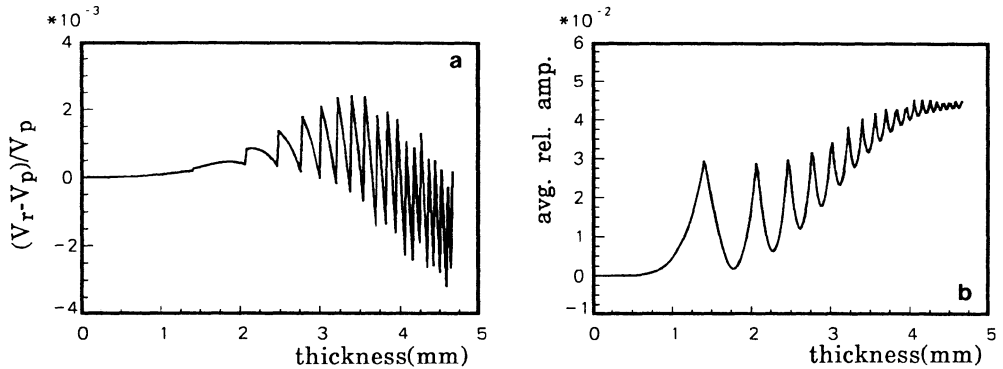 *10⁻³
4
2
0
−2
−4
(Vr-Vp)/Vp
a
0 1 2 3 4 5
thickness(mm)
*10⁻²
6
5
4
3
2
1
0
−1
avg. rel. amp.
b
0 1 2 3 4 5
thickness(mm)